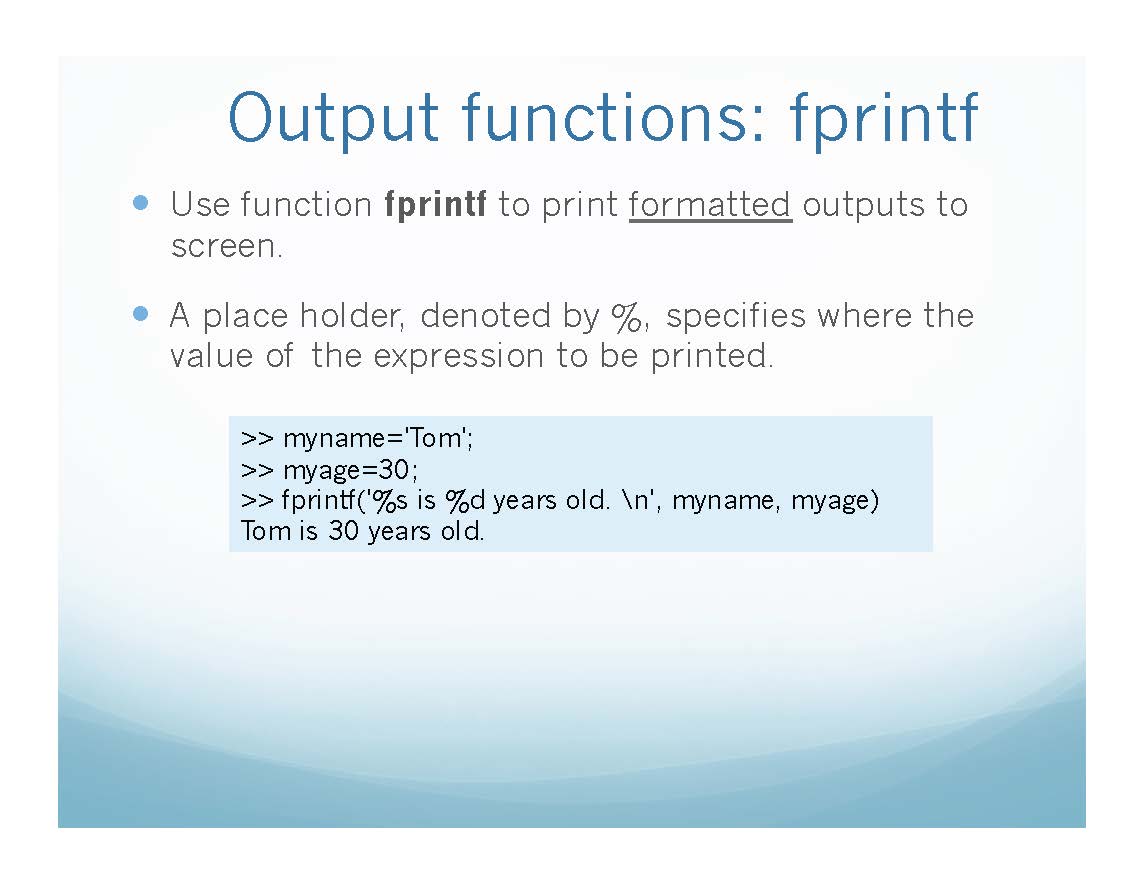 Output functions: fprintf
Use function fprintf to print formatted outputs to
screen.
A place holder, denoted by %, specifies where the
value of the expression to be printed.
>> myname='Tom';
>> myage=30;
>> fprintf('%s is %d years old. \n', myname, myage)
Tom is 30 years old.